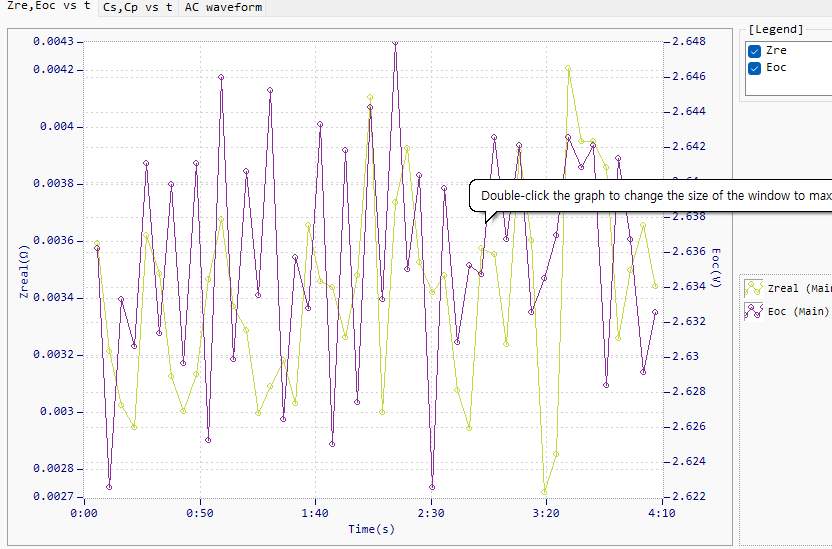 Zre,Eoc vs t
Cs,Cp vs t
AC waveform
[Legend]
Zre
Eoc
0.0043
0.0042
0.004
0.0038
0.0036
0.0034
0.0032
0.003
0.0028
0.0027
Zreal(Ω)
2.648
2.646
2.644
2.642
2.638
2.636
2.634
2.632
2.63
2.628
2.626
2.624
2.622
Eoc(V)
Double-click the graph to change the size of the window to max
Zreal (Main)
Eoc (Main)
0:00
0:50
1:40
2:30
3:20
4:10
Time(s)